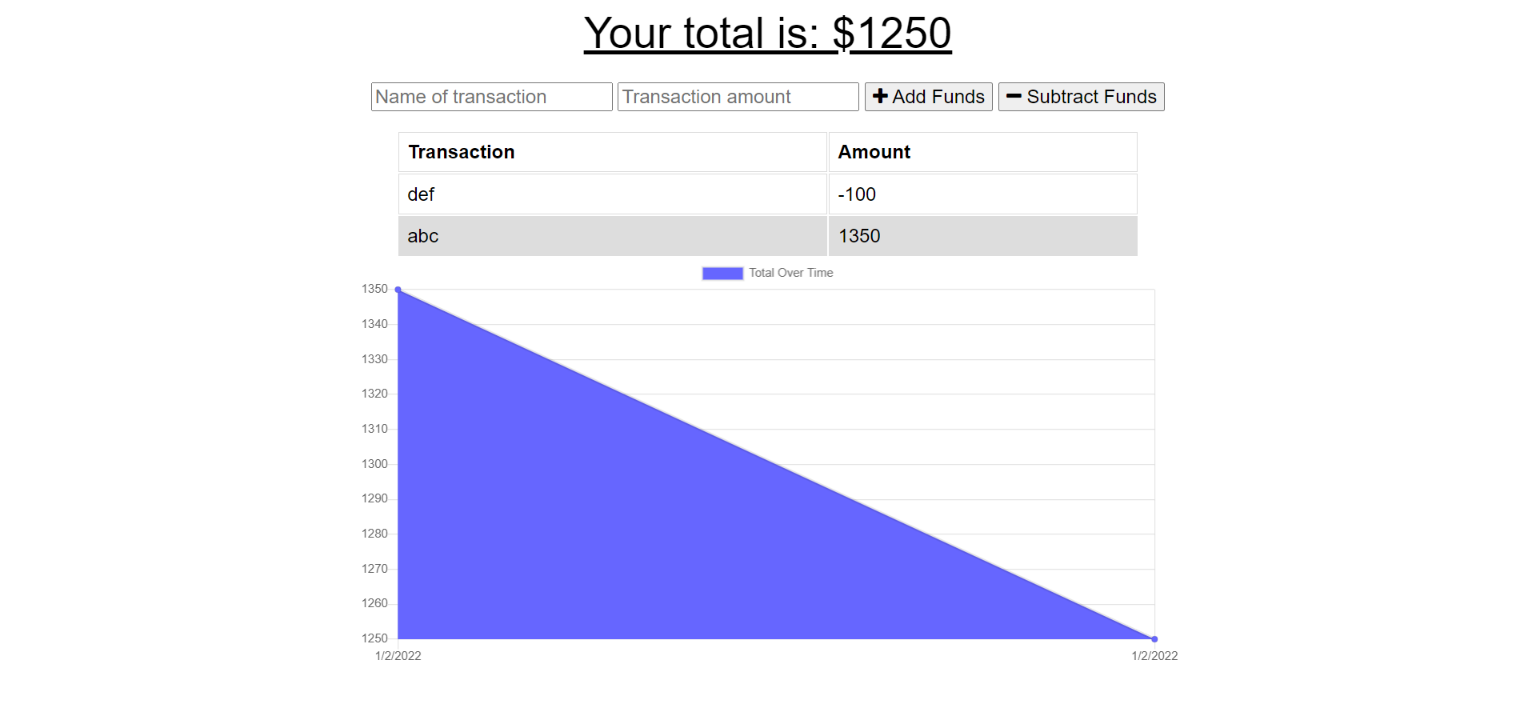 Your total is: $1250
Name of transaction Transaction amount + Add Funds − Subtract Funds
Transaction Amount
def -100
abc 1350
Total Over Time
1350
1340
1330
1320
1310
1300
1290
1280
1270
1260
1250
1/2/2022 1/2/2022